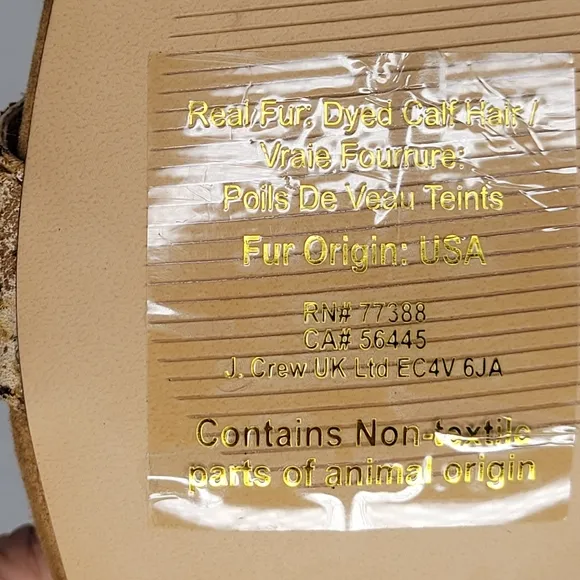 Real Fur: Dyed Calf Hair /
Vraie Fourrure:
Poils De Veau Teints
Fur Origin: USA
RN# 77388
CA# 56445
J. Crew UK Ltd EC4V 6JA
Contains Non-textile
parts of animal origin